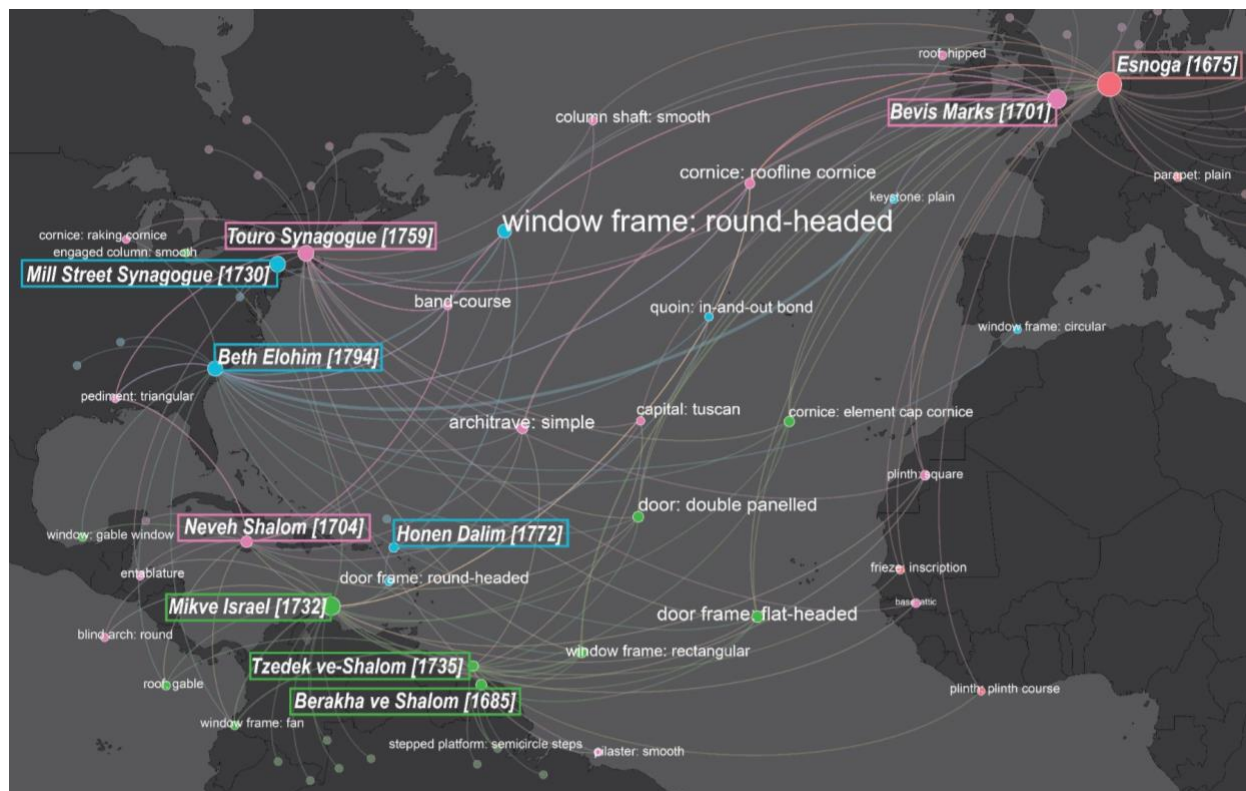 roof: hipped
Esnoga [1675]
Bevis Marks [1701]
column shaft: smooth
cornice: roofline cornice
parapet: plain
keystone: plain
window frame: round-headed
Touro Synagogue [1759]
cornice: raking cornice
engaged column: smooth
Mill Street Synagogue [1730]
band-course
quoin: in-and-out bond
window frame: circular
Beth Elohim [1794]
pediment: triangular
architrave: simple
capital: tuscan
cornice: element cap cornice
plinth: square
door: double panelled
Neveh Shalom [1704]
window: gable window
Honen Dalim [1772]
entablature
door frame: round-headed
frieze: inscription
base: attic
Mikve Israel [1732]
door frame: flat-headed
blind arch: round
window frame: rectangular
Tzedek ve-Shalom [1735]
roof: gable
Berakha ve Shalom [1685]
plinth: plinth course
window frame: fan
stepped platform: semicircle steps
pilaster: smooth